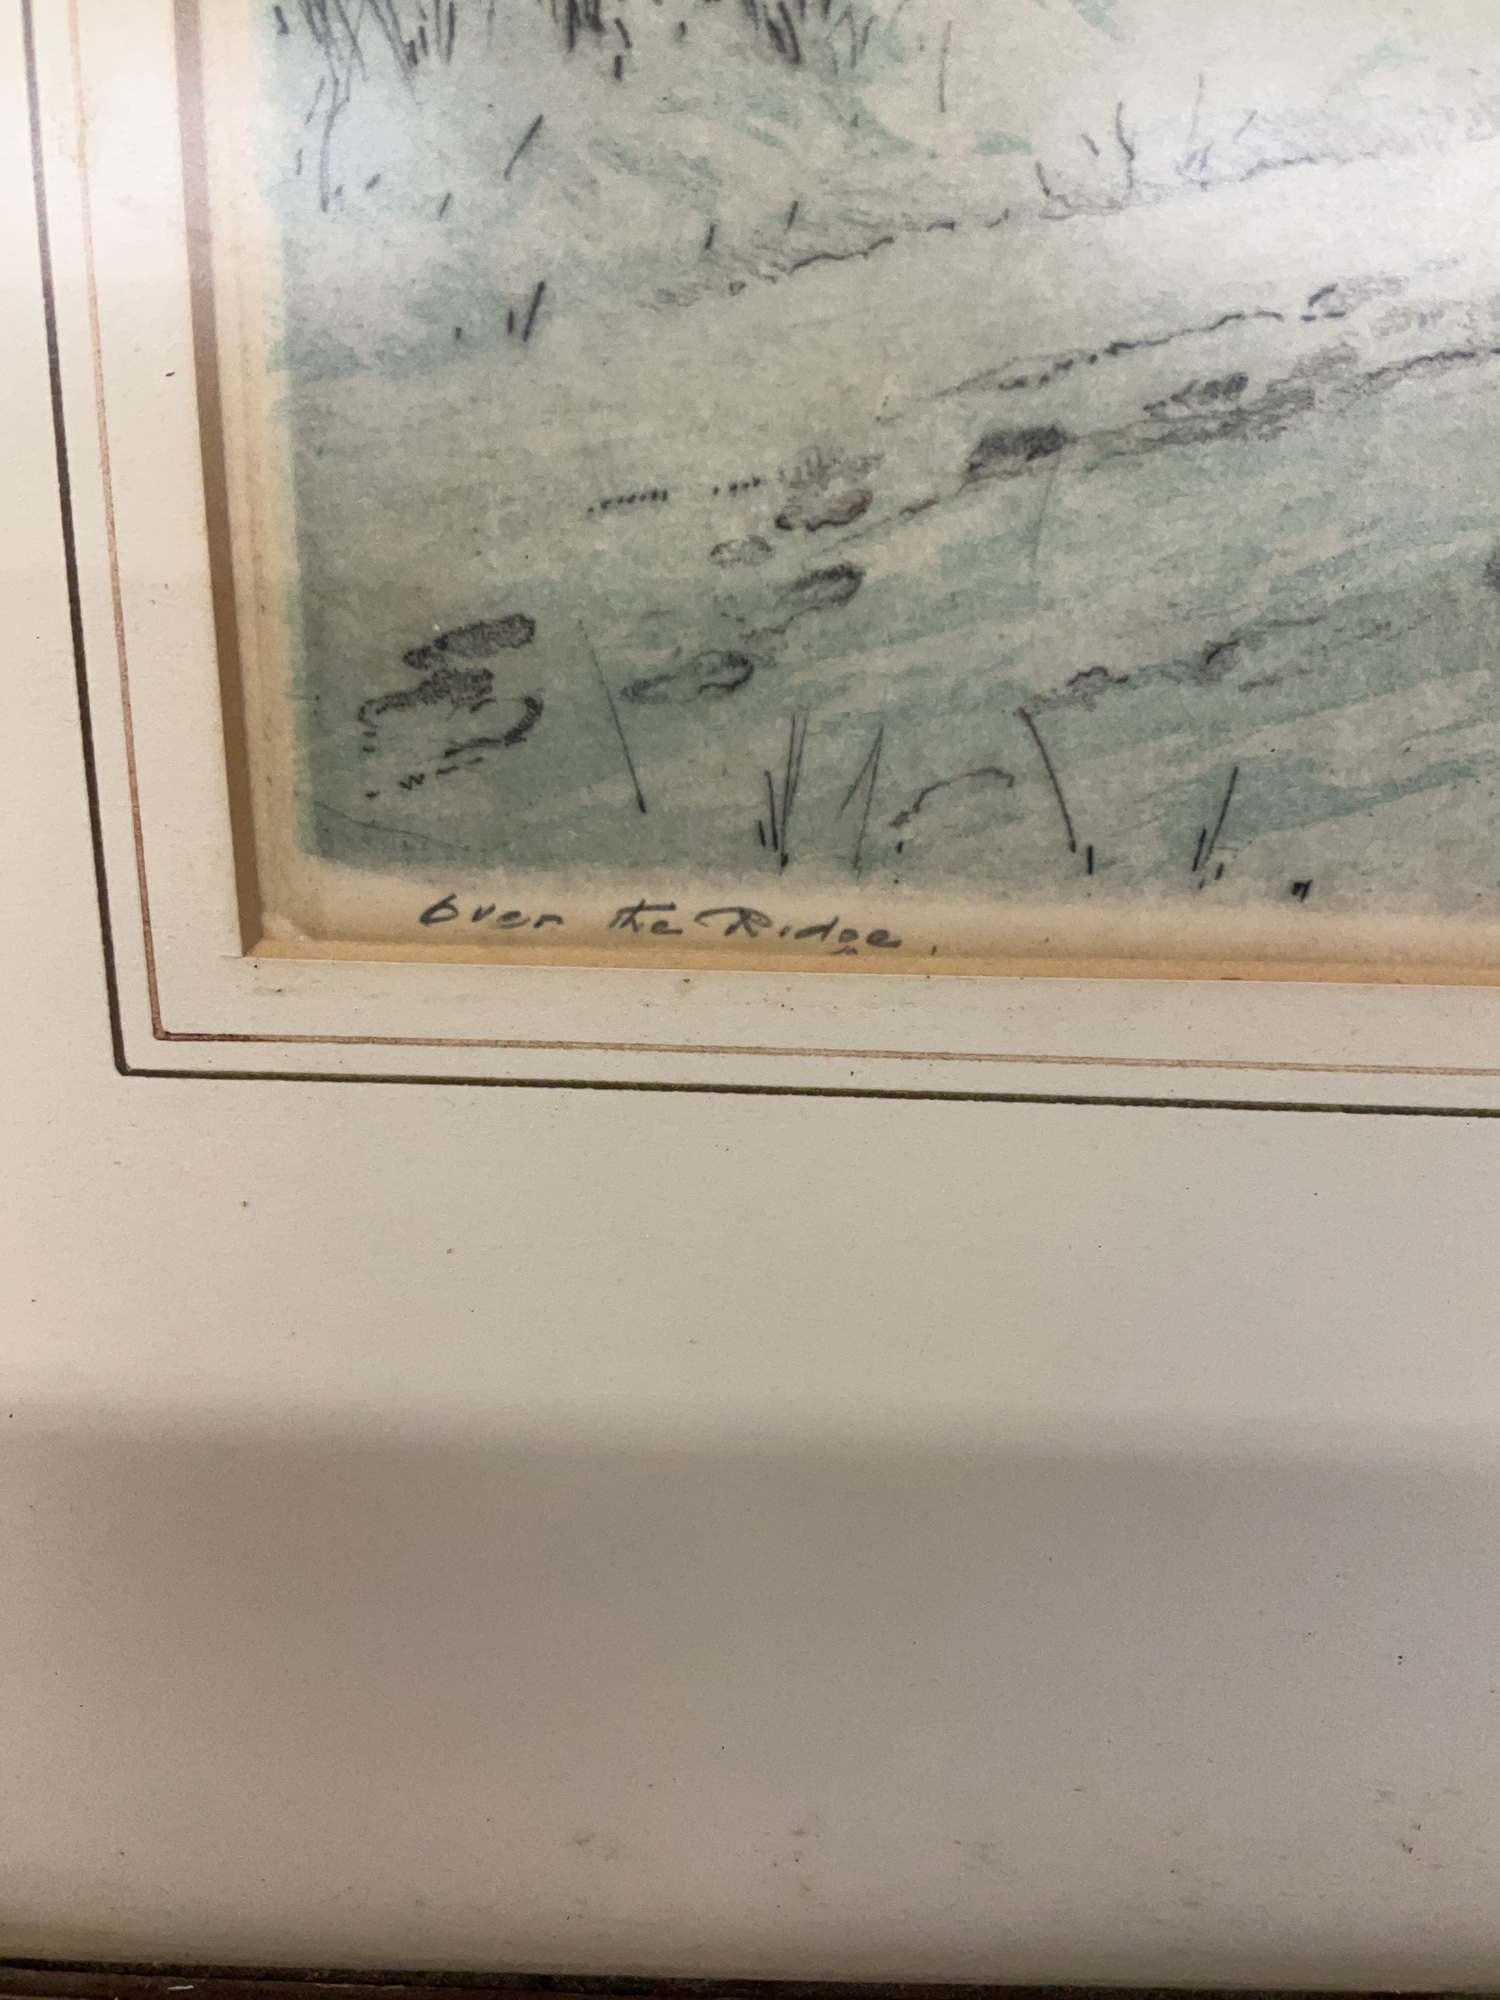 Over the Ridge.